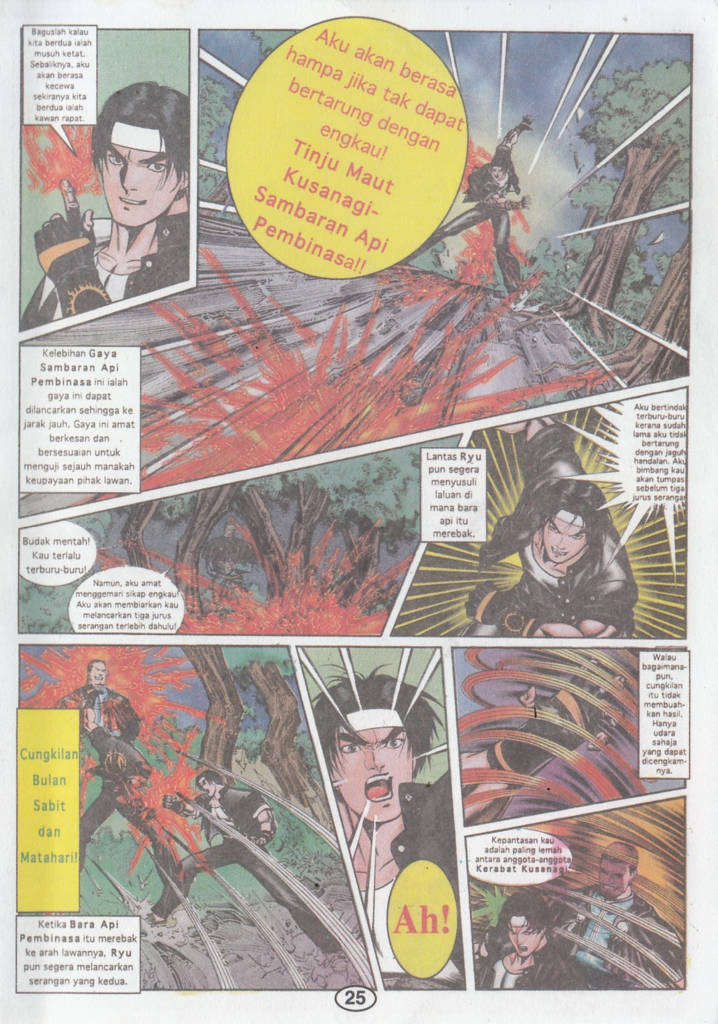 Baguslah kalau
kita berdua ialah
musuh ketat.
Sebaliknya, aku
akan berasa
kecewa
sekiranya kita
berdua ialah
kawan rapat.
Aku akan berasa
hampa jika tak dapat
bertarung dengan
engkau!
Tinju Maut
Kusanagi-
Sambaran Api
Pembinasa!!
Kelebihan Gaya
Sambaran Api
Pembinasa ini ialah
gaya ini dapat
dilancarkan sehingga ke
jarak jauh. Gaya ini amat
berkesan dan
bersesuaian untuk
menguji sejauh manakah
keupayaan pihak lawan.
Lantas Ryu
pun segera
menyusuli
laluan di
mana bara
api itu
merebak.
Aku bertindak
terburu-buru
kerana sudah
lama aku tidak
bertarung
dengan jaguh
handalan. Aku
bimbang kau
akan tumpas
sebelum tiga
jurus serangan
Budak mentah!
Kau terlalu
terburu-buru!
Namun, aku amat
menggemari sikap engkau!
Aku akan membiarkan kau
melancarkan tiga jurus
serangan terlebih dahulu!
Cungkilan
Bulan
Sabit
dan
Matahari!
Ketika Bara Api
Pembinasa itu merebak
ke arah lawannya, Ryu
pun segera melancarkan
serangan yang kedua.
Ah!
Walau
bagaimana-
pun,
cungkilan
itu tidak
membuah-
kan hasil.
Hanya
udara
sahaja
yang dapat
dicengkam-
nya.
Kepantasan kau
adalah paling lemah
antara anggota-anggota
Kerabat Kusanagi
25